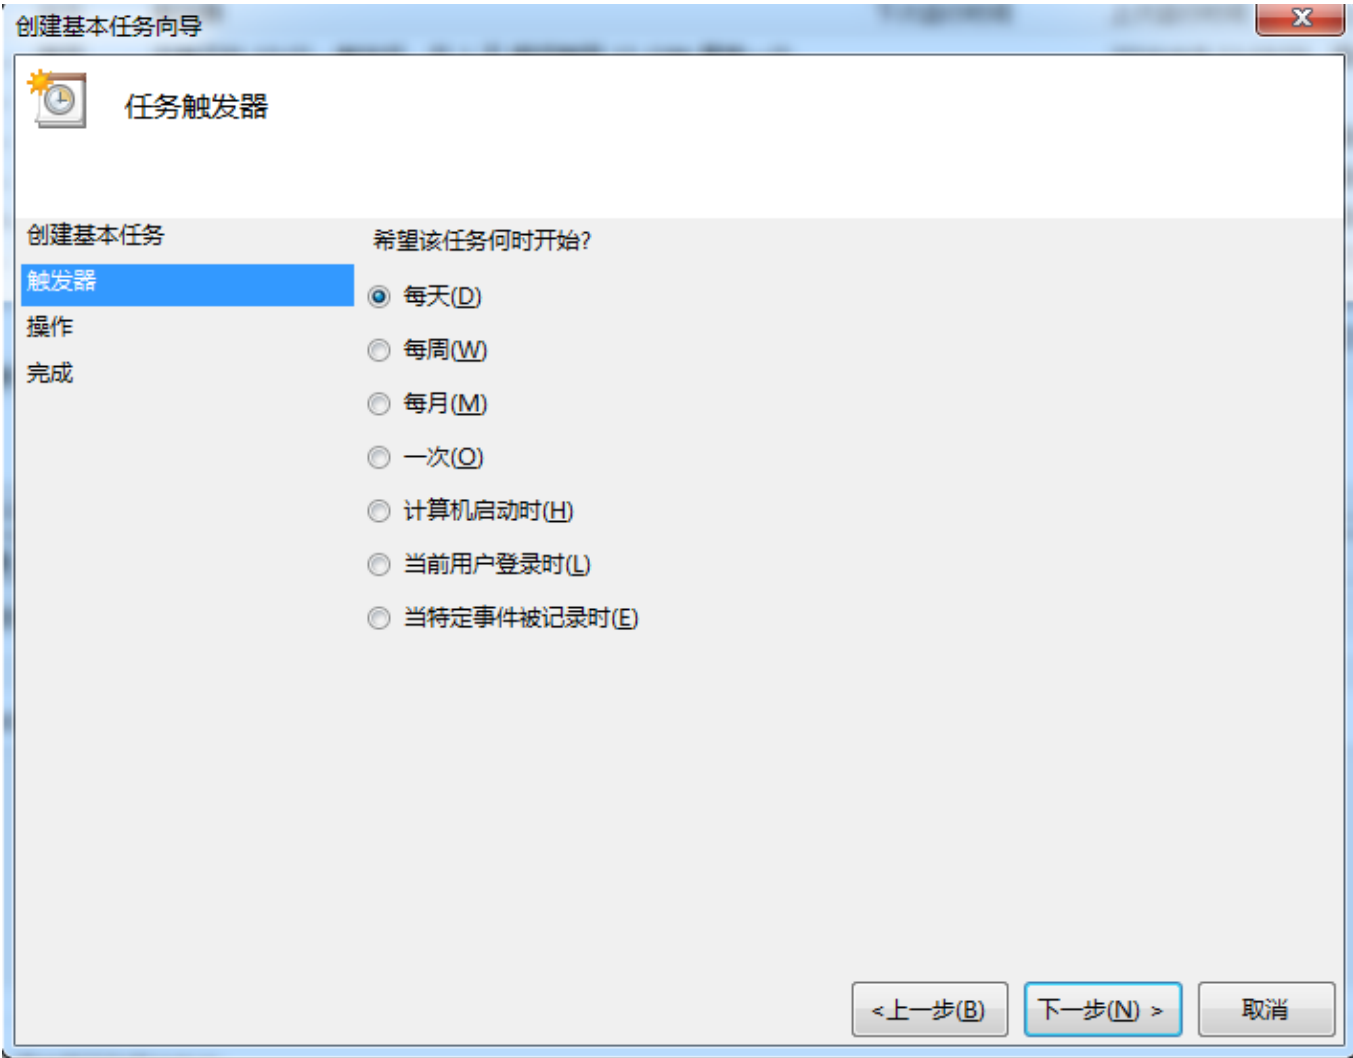 创建基本任务向导
任务触发器
创建基本任务
触发器
操作
完成
希望该任务何时开始?
每天(D)
每周(W)
每月(M)
一次(O)
计算机启动时(H)
当前用户登录时(L)
当特定事件被记录时(E)
<上一步(B)
下一步(N) >
取消